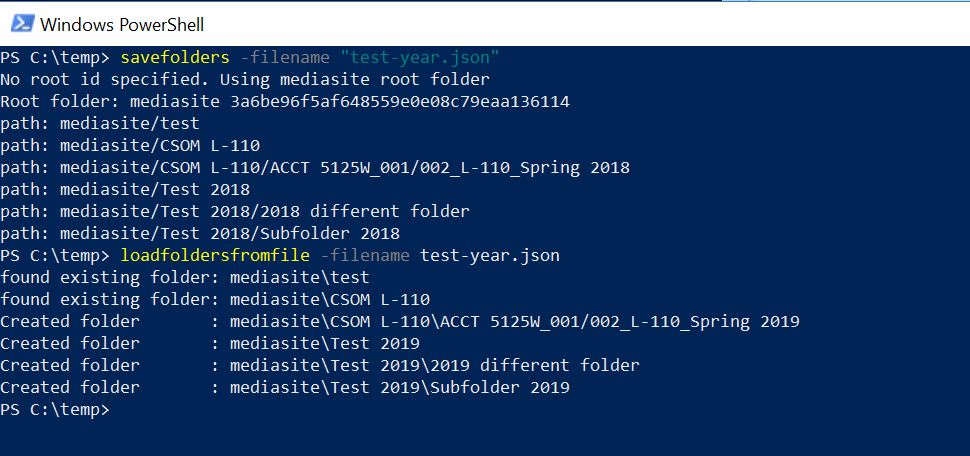 Windows PowerShell
PS C:\temp> savefolders -filename "test-year.json"
No root id specified. Using mediasite root folder
Root folder: mediasite 3a6be96f5af648559e0e08c79eaa136114
path: mediasite/test
path: mediasite/CSOM L-110
path: mediasite/CSOM L-110/ACCT 5125W_001/002_L-110_Spring 2018
path: mediasite/Test 2018
path: mediasite/Test 2018/2018 different folder
path: mediasite/Test 2018/Subfolder 2018
PS C:\temp> loadfoldersfromfile -filename test-year.json
found existing folder: mediasite\test
found existing folder: mediasite\CSOM L-110
Created folder       : mediasite\CSOM L-110\ACCT 5125W_001/002_L-110_Spring 2019
Created folder       : mediasite\Test 2019
Created folder       : mediasite\Test 2019\2019 different folder
Created folder       : mediasite\Test 2019\Subfolder 2019
PS C:\temp>